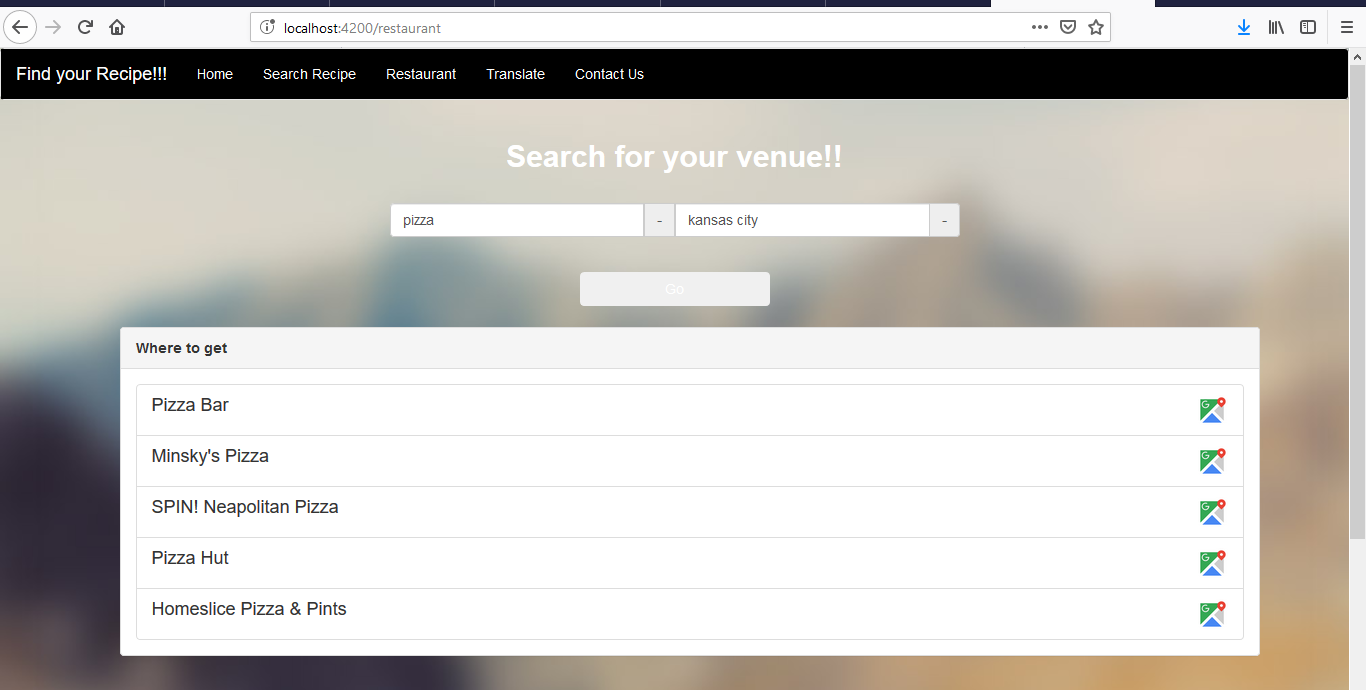 localhost:4200/restaurant
Find your Recipe!!! Home Search Recipe Restaurant Translate Contact Us
Search for your venue!!
pizza - kansas city -
Go
Where to get
Pizza Bar
G
Minsky's Pizza
G
SPIN! Neapolitan Pizza
G
Pizza Hut
G
Homeslice Pizza & Pints
G